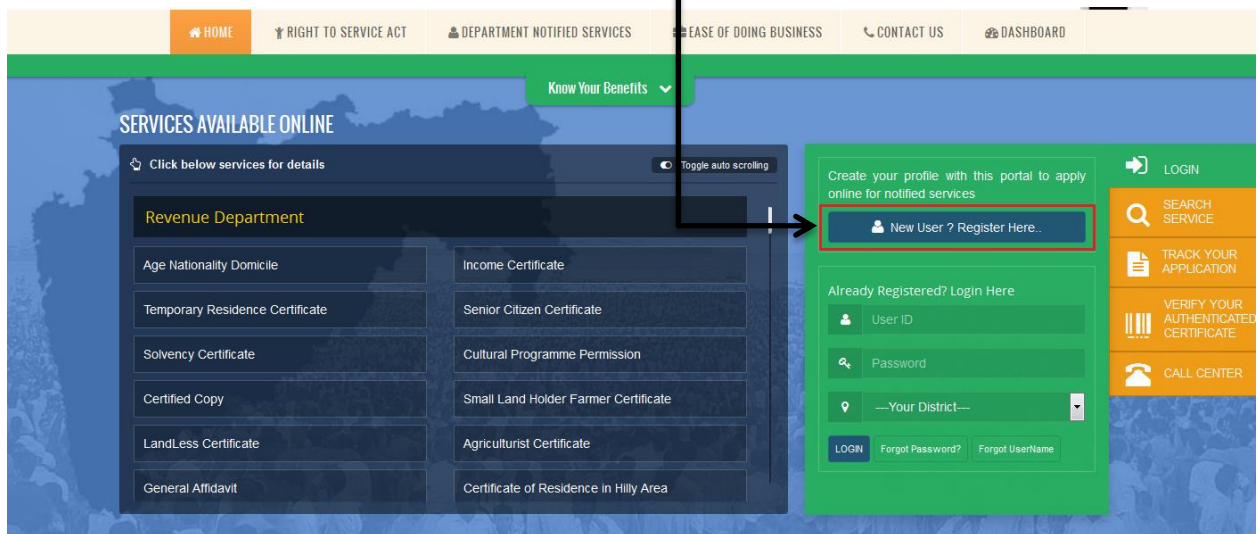 HOME
RIGHT TO SERVICE ACT
DEPARTMENT NOTIFIED SERVICES
EASE OF DOING BUSINESS
CONTACT US
DASHBOARD
Know Your Benefits
SERVICES AVAILABLE ONLINE
Click below services for details
Toggle auto scrolling
Revenue Department
Age Nationality Domicile
Income Certificate
Temporary Residence Certificate
Senior Citizen Certificate
Solvency Certificate
Cultural Programme Permission
Certified Copy
Small Land Holder Farmer Certificate
LandLess Certificate
Agriculturist Certificate
General Affidavit
Certificate of Residence in Hilly Area
Create your profile with this portal to apply
online for notified services
New User ? Register Here..
Already Registered? Login Here
User ID
Password
---Your District---
LOGIN
Forgot Password?
Forgot UserName
LOGIN
SEARCH
SERVICE
TRACK YOUR
APPLICATION
VERIFY YOUR
AUTHENTICATED
CERTIFICATE
CALL CENTER